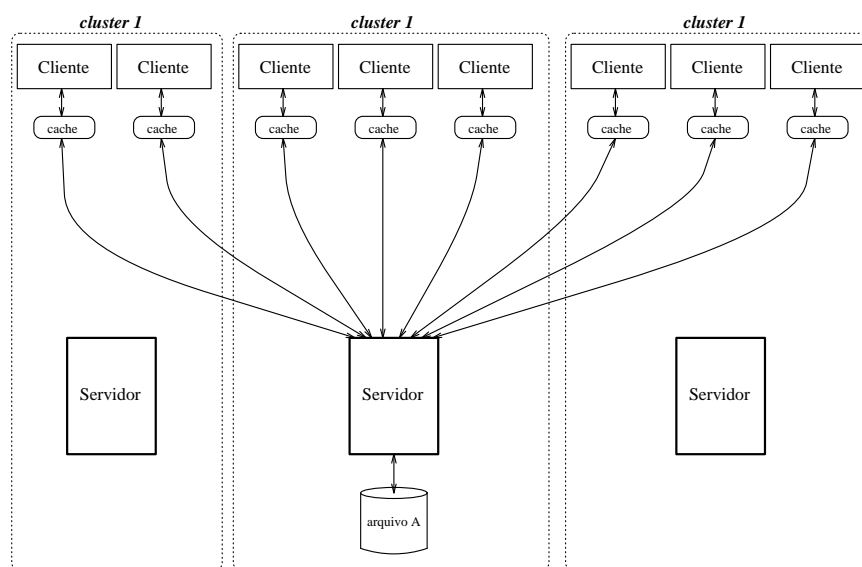 cluster 1 cluster 1 cluster 1
Cliente Cliente Cliente Cliente Cliente Cliente Cliente Cliente
cache cache cache cache cache cache cache cache
Servidor Servidor Servidor
arquivo A